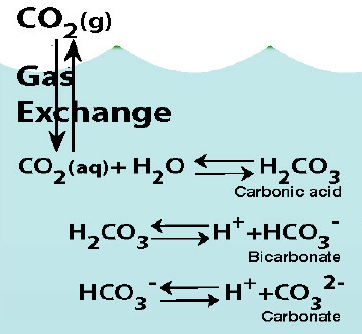 CO₂(g)
Gas
Exchange
CO₂(aq) + H₂O ⇄ H₂CO₃
Carbonic acid
H₂CO₃ ⇄ H⁺+HCO₃⁻
Bicarbonate
HCO₃⁻ ⇄ H⁺+CO₃²⁻
Carbonate